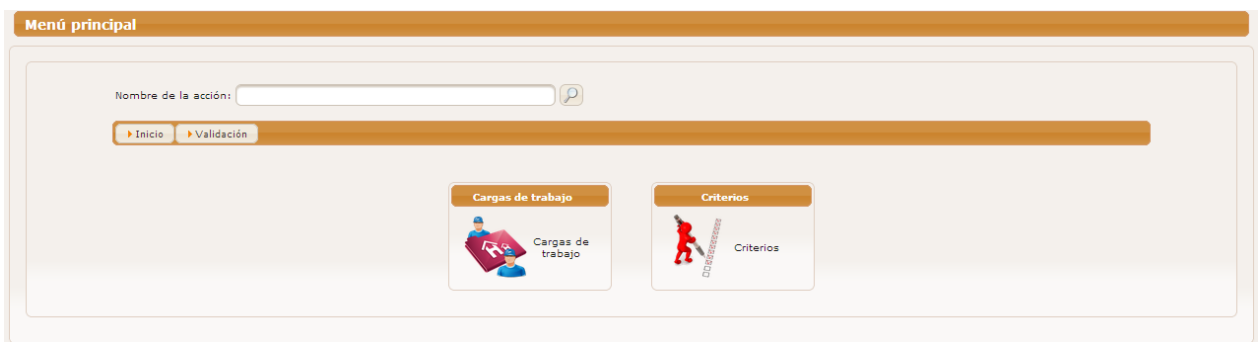 Menú principal
Nombre de la acción:
Inicio Validación
Cargas de trabajo
Cargas de
trabajo
Criterios
Criterios